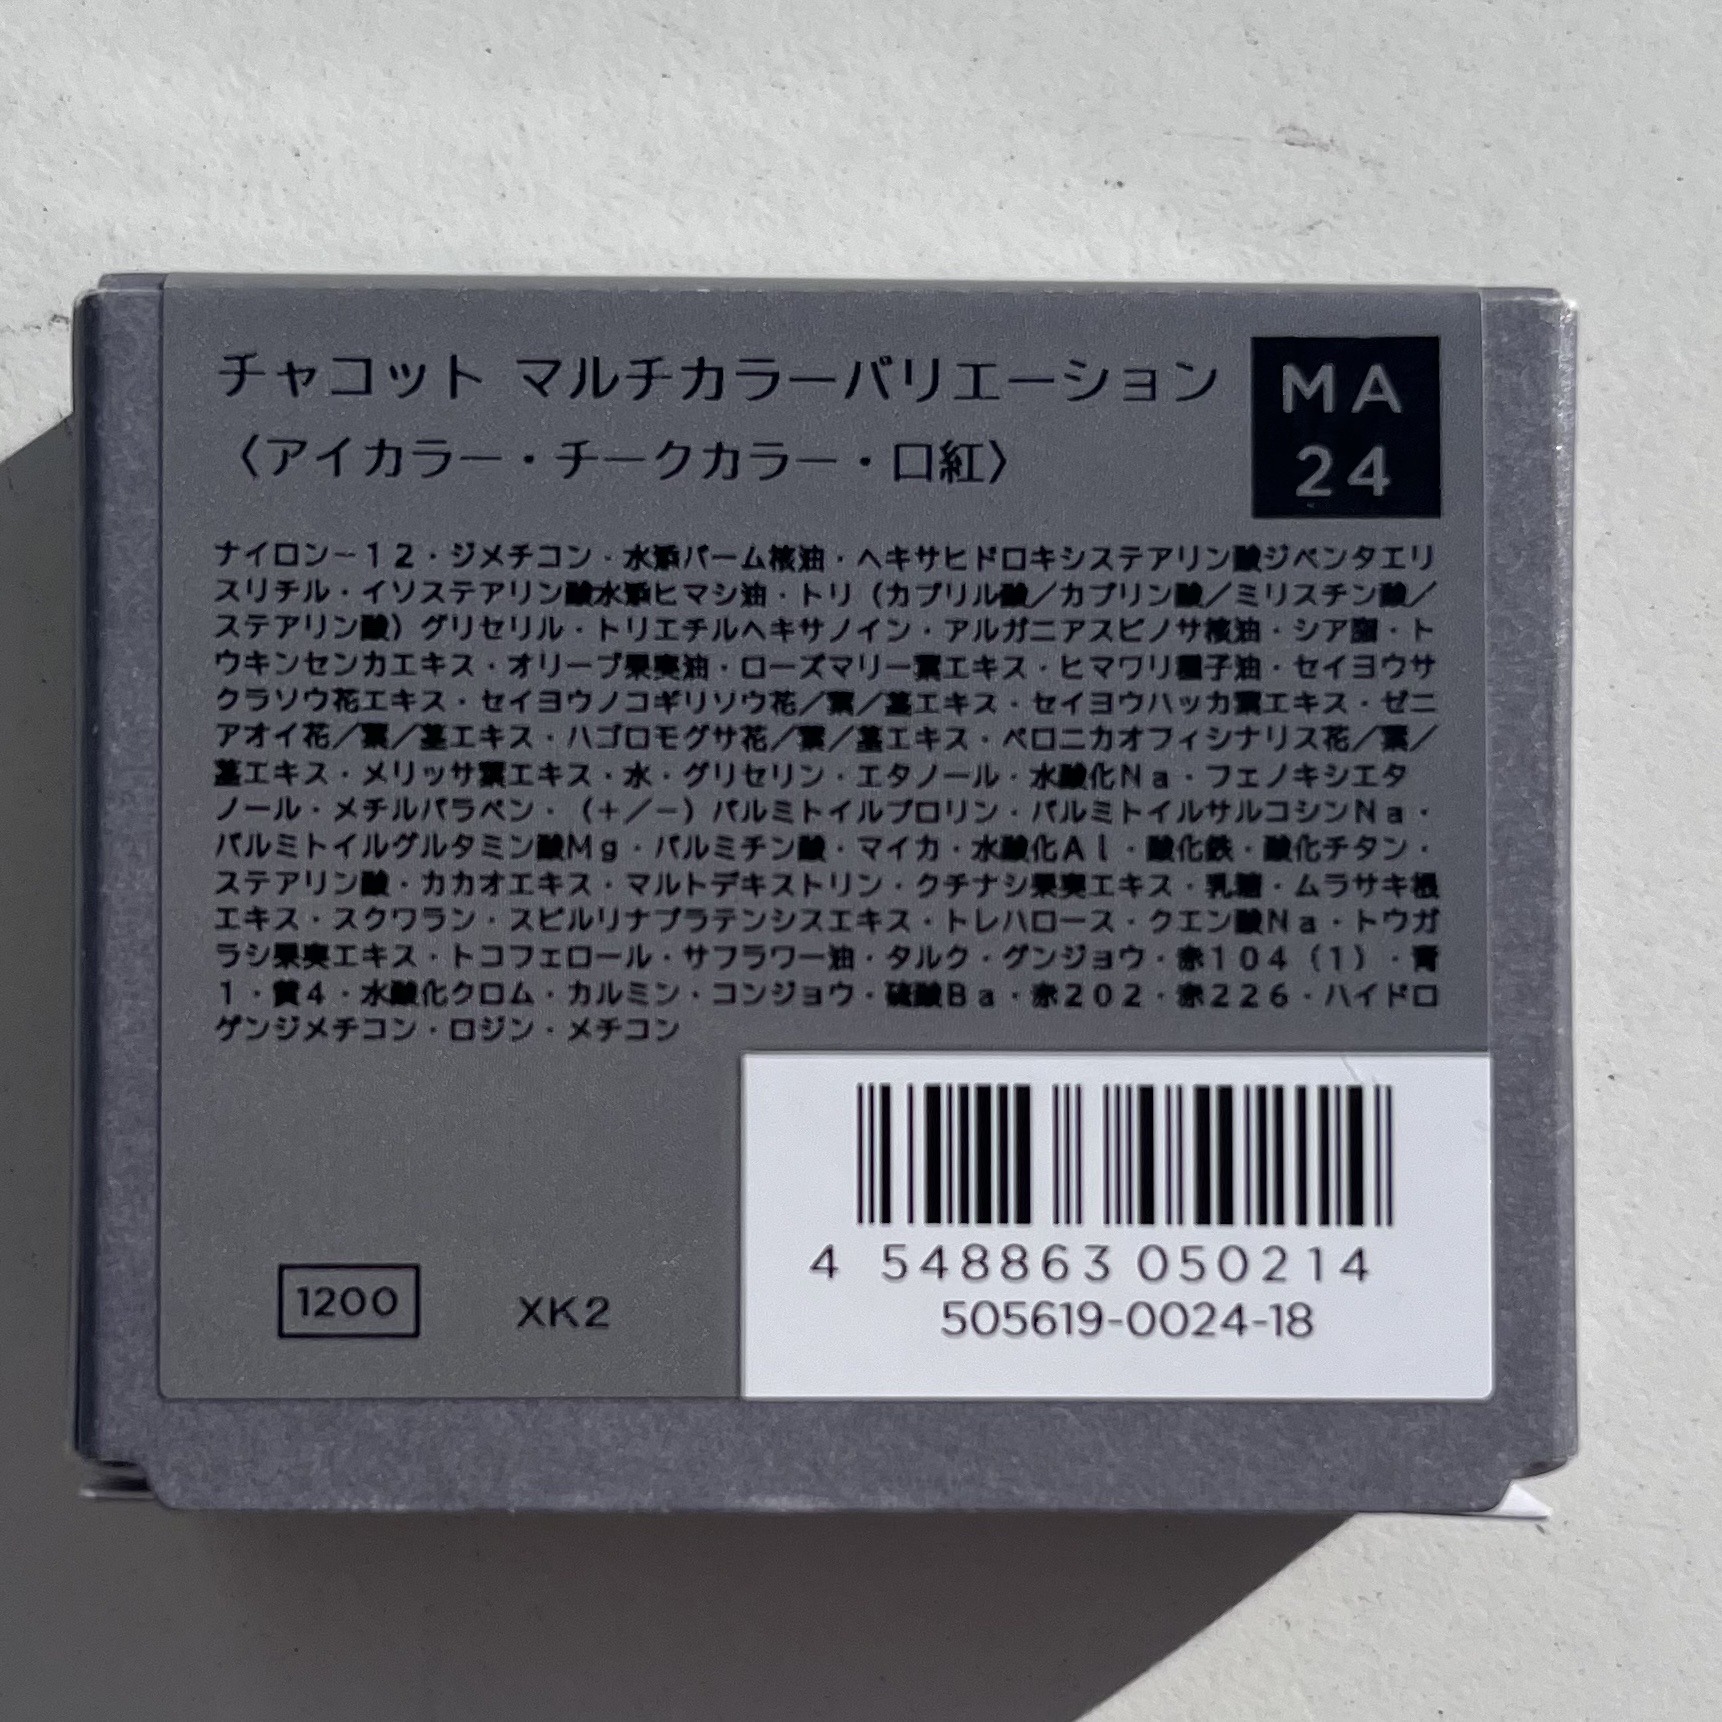 チャコット マルチカラーバリエーション
〈アイカラー・チークカラー・口紅〉
MA
24
ナイロン－１２・ジメチコン・水添パーム核油・ヘキサヒドロキシステアリン酸ジペンタエリ
スリチル・イソステアリン酸水添ヒマシ油・トリ（カプリル酸／カプリン酸／ミリスチン酸／
ステアリン酸）グリセリル・トリエチルヘキサノイン・アルガニアスピノサ核油・シア脂・ト
ウキンセンカエキス・オリーブ果実油・ローズマリー葉エキス・ヒマワリ種子油・セイヨウサ
クラソウ花エキス・セイヨウノコギリソウ花／葉／茎エキス・セイヨウハッカ葉エキス・ゼニ
アオイ花／葉／茎エキス・ハゴロモグサ花／葉／茎エキス・ベロニカオフィシナリス花／葉／
茎エキス・メリッサ葉エキス・水・グリセリン・エタノール・水酸化Ｎａ・フェノキシエタ
ノール・メチルパラベン・（＋／－）パルミトイルプロリン・パルミトイルサルコシンＮａ・
パルミトイルグルタミン酸Ｍｇ・パルミチン酸・マイカ・水酸化Ａｌ・酸化鉄・酸化チタン・
ステアリン酸・カカオエキス・マルトデキストリン・クチナシ果実エキス・乳糖・ムラサキ根
エキス・スクワラン・スピルリナプラテンシスエキス・トレハロース・クエン酸Ｎａ・トウガ
ラシ果実エキス・トコフェロール・サフラワー油・タルク・グンジョウ・赤１０４（１）・青
１・黄４・水酸化クロム・カルミン・コンジョウ・硫酸Ｂａ・赤２０２・赤２２６・ハイドロ
ゲンジメチコン・ロジン・メチコン
1200
XK2
4 548863 050214
505619-0024-18